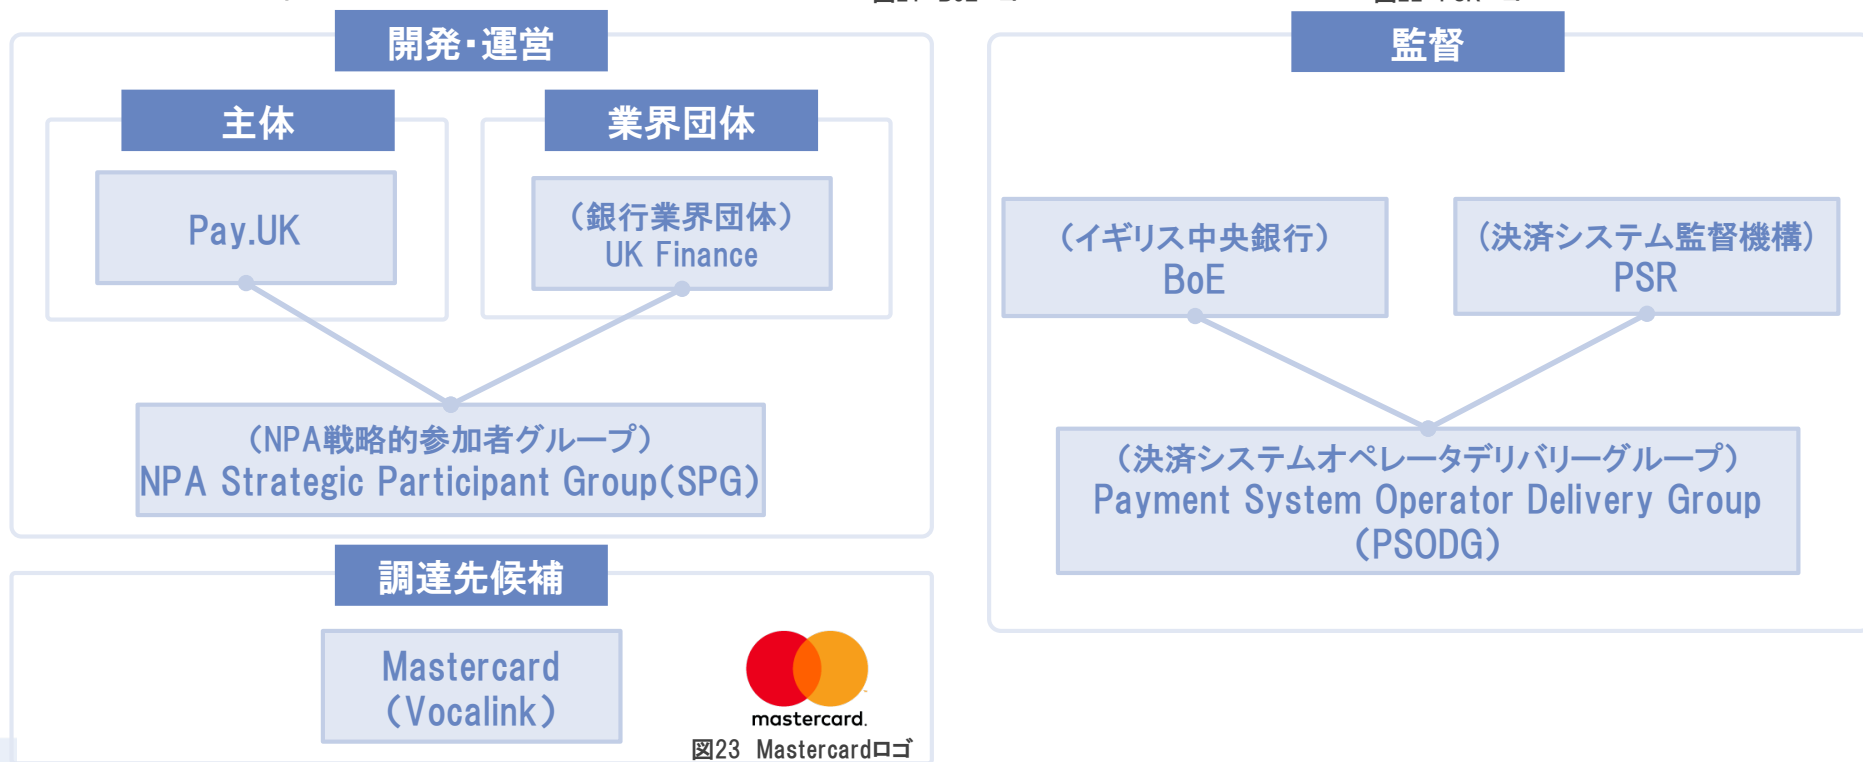 開発・運営
主体
Pay.UK
業界団体
（銀行業界団体）
UK Finance
（NPA戦略的参加者グループ）
NPA Strategic Participant Group(SPG)
調達先候補
Mastercard
（Vocalink）
mastercard.
図23 Mastercardロゴ
監督
（イギリス中央銀行）
BoE
（決済システム監督機構）
PSR
（決済システムオペレータデリバリーグループ）
Payment System Operator Delivery Group
（PSODG）